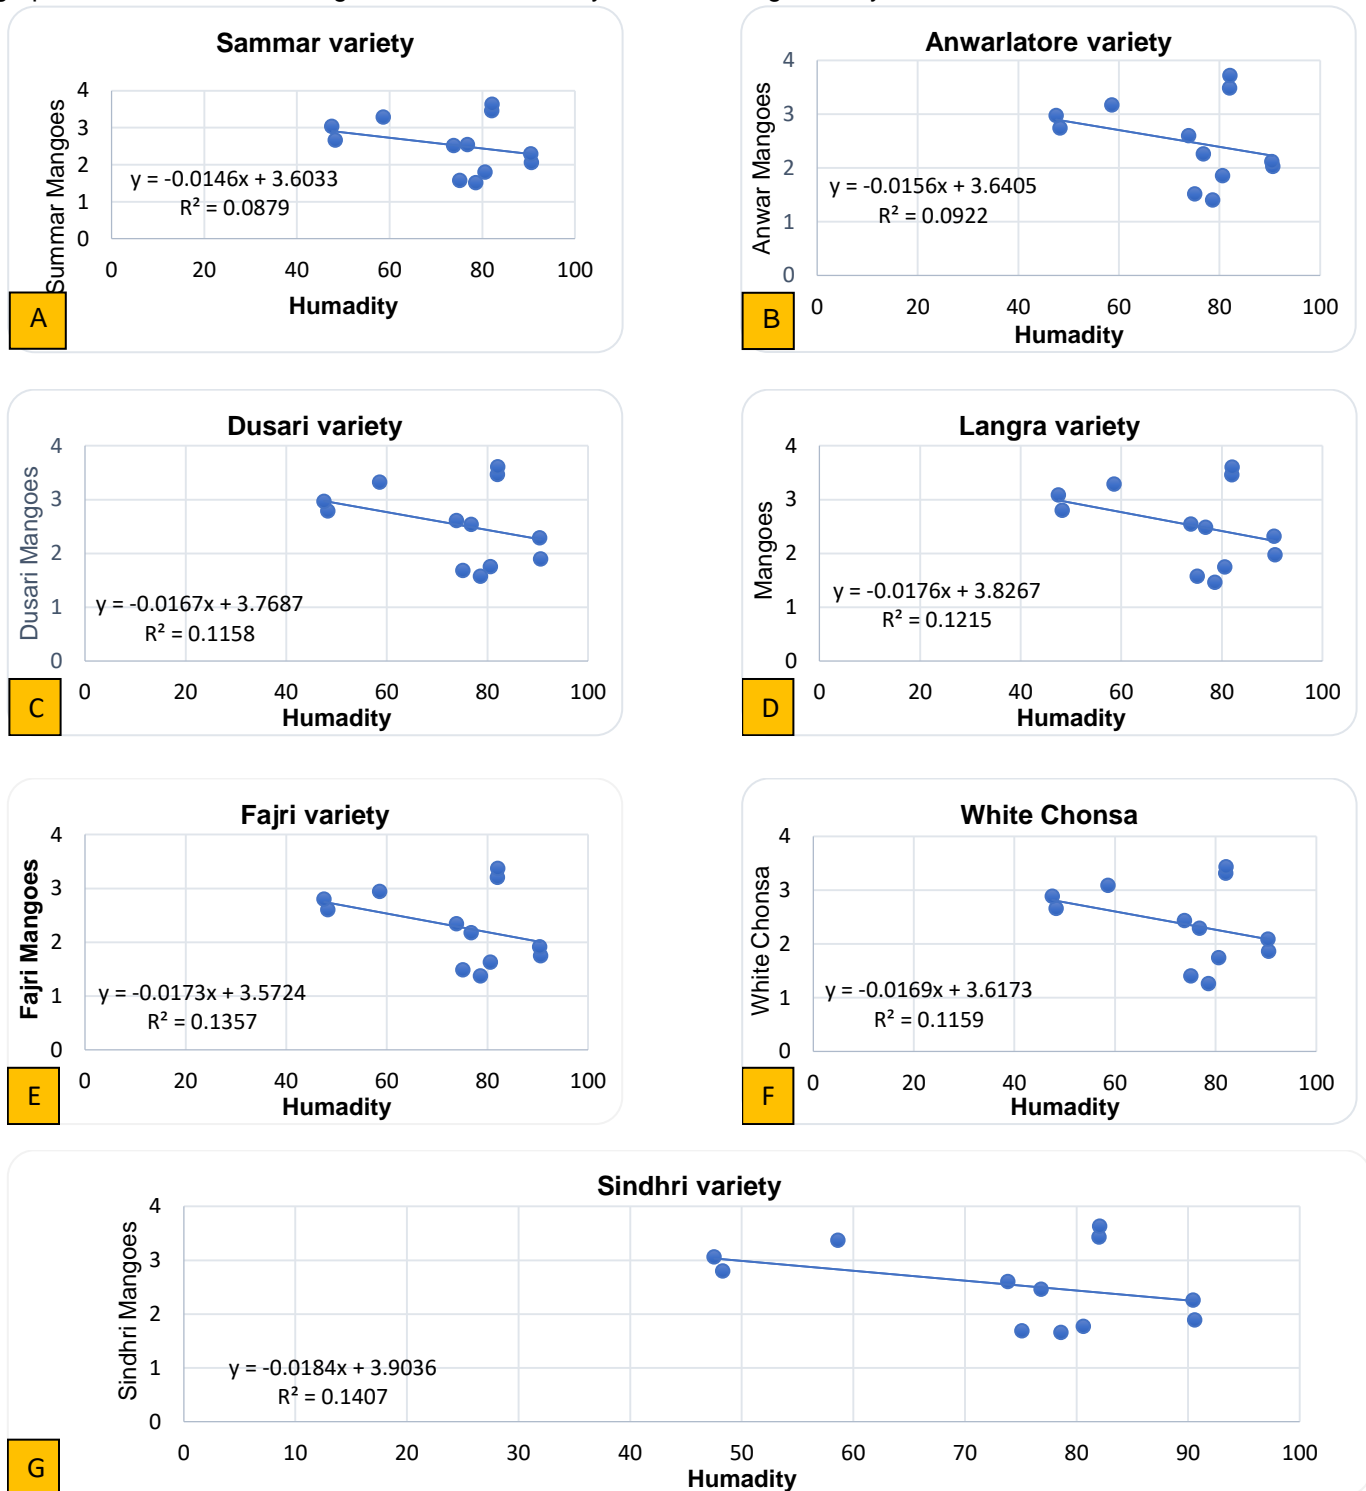 Sammar variety
Summar Mangoes
4
3
2
1
0
y = -0.0146x + 3.6033
R² = 0.0879
0 20 40 60 80 100
Humadity
A
Anwarlatore variety
Anwar Mangoes
4
3
2
1
0
y = -0.0156x + 3.6405
R² = 0.0922
0 20 40 60 80 100
Humadity
B
Dusari variety
Dusari Mangoes
4
3
2
1
0
y = -0.0167x + 3.7687
R² = 0.1158
0 20 40 60 80 100
Humadity
C
Langra variety
Mangoes
4
3
2
1
0
y = -0.0176x + 3.8267
R² = 0.1215
0 20 40 60 80 100
Humadity
D
Fajri variety
Fajri Mangoes
4
3
2
1
0
y = -0.0173x + 3.5724
R² = 0.1357
0 20 40 60 80 100
Humadity
E
White Chonsa
White Chonsa
4
3
2
1
0
y = -0.0169x + 3.6173
R² = 0.1159
0 20 40 60 80 100
Humadity
F
Sindhri variety
Sindhri Mangoes
4
3
2
1
0
y = -0.0184x + 3.9036
R² = 0.1407
0 10 20 30 40 50 60 70 80 90 100
Humadity
G